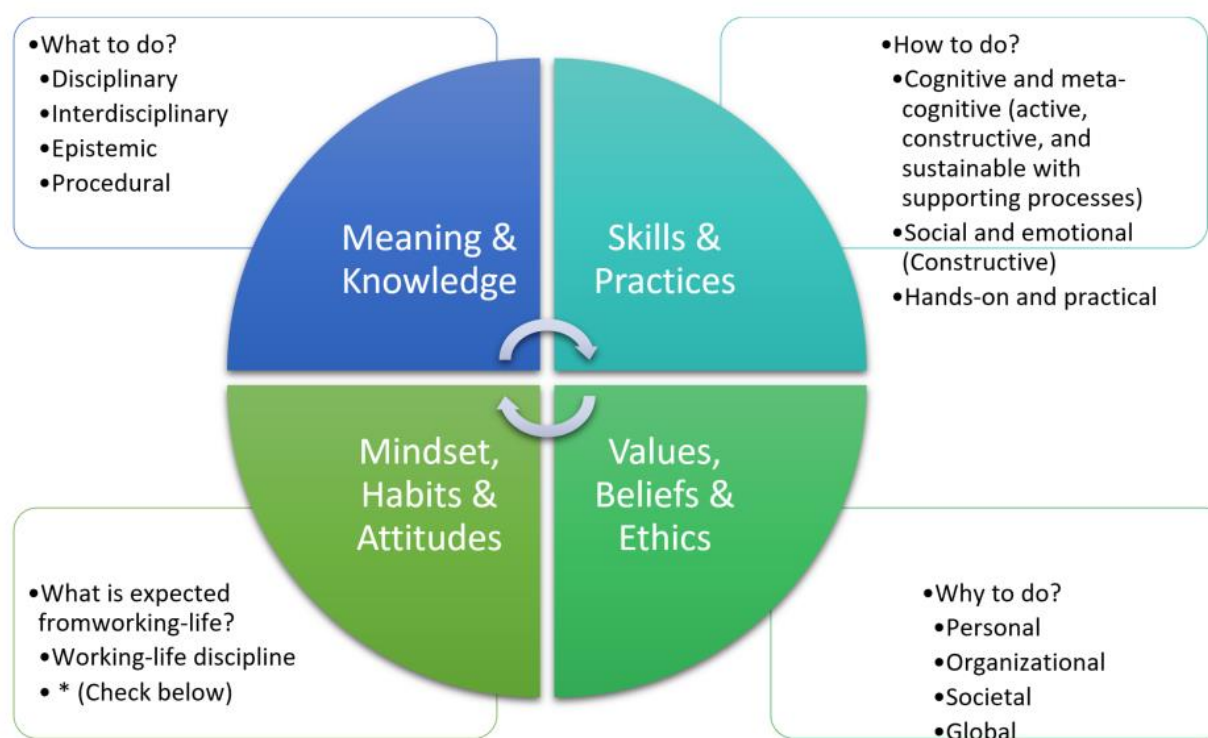 •What to do?
•Disciplinary
•Interdisciplinary
•Epistemic
•Procedural
•How to do?
•Cognitive and meta-
cognitive (active,
constructive, and
sustainable with
supporting processes)
•Social and emotional
(Constructive)
•Hands-on and practical
Meaning &
Knowledge
Skills &
Practices
Mindset,
Habits &
Attitudes
Values,
Beliefs &
Ethics
•What is expected
fromworking-life?
•Working-life discipline
• * (Check below)
•Why to do?
•Personal
•Organizational
•Societal
•Global